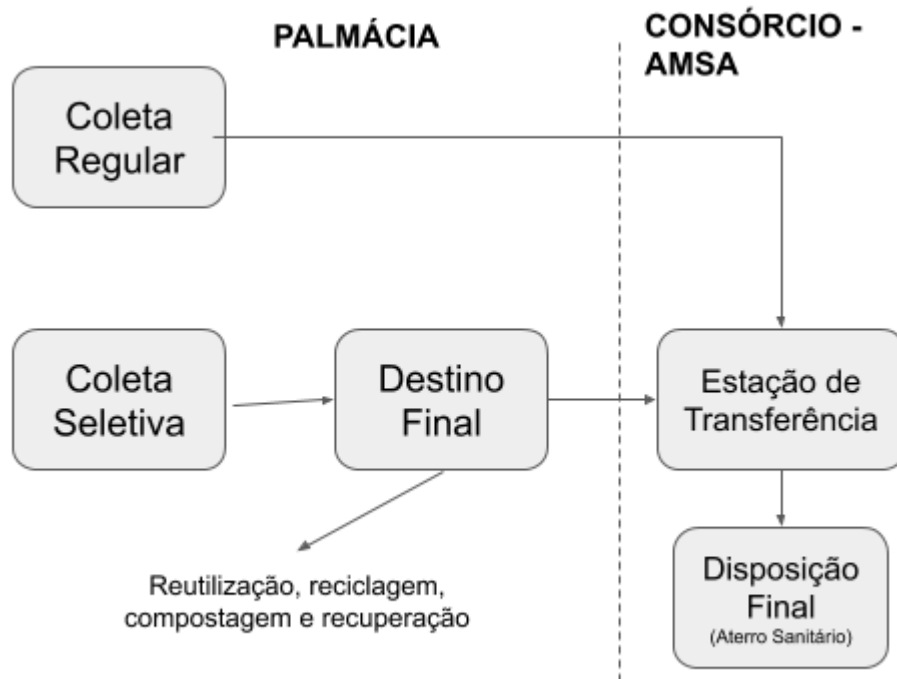 PALMÁCIA
CONSÓRCIO -
AMSA
Coleta
Regular
Coleta
Seletiva
Destino
Final
Estação de
Transferência
Reutilização, reciclagem,
compostagem e recuperação
Disposição
Final
(Aterro Sanitário)